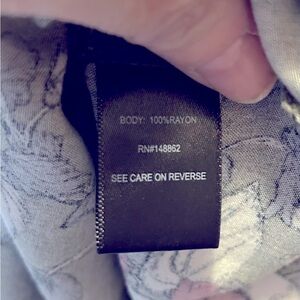 BODY: 100%RAYON
RN#148862
SEE CARE ON REVERSE